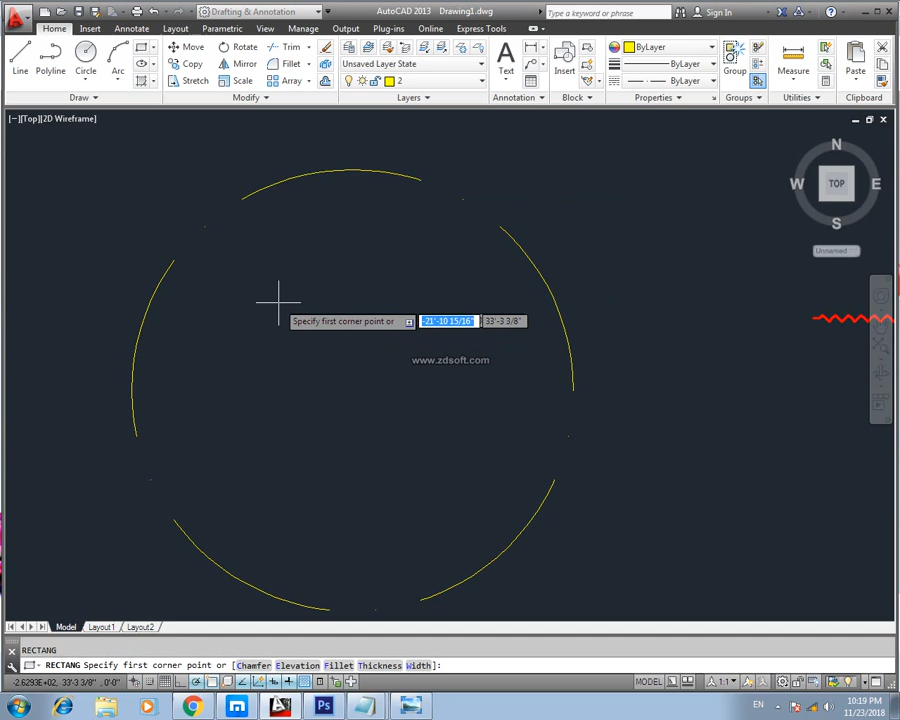 Drafting & Annotation
AutoCAD 2013 Drawing1.dwg
Type a keyword or phrase
Sign In
Home Insert Annotate Layout Parametric View Manage Plug-ins Online Express Tools
Line Polyline Circle Arc
Move Rotate Trim
Copy Mirror Fillet
Stretch Scale Array
Unsaved Layer State
2
Text Insert
ByLayer
ByLayer
ByLayer
Group Measure Paste
Draw Modify Layers Annotation Block Properties Groups Utilities Clipboard
[−][Top][2D Wireframe]
N
W TOP E
S
Unnamed
Specify first corner point or -21'-10 15/16" 33'-3 3/8"
www.zdsoft.com
Model Layout1 Layout2
RECTANG
RECTANG Specify first corner point or [Chamfer Elevation Fillet Thickness Width]:
-2.6293E+02, 33'-3 3/8" , 0'-0" MODEL 1:1
EN 10:19 PM
11/23/2018